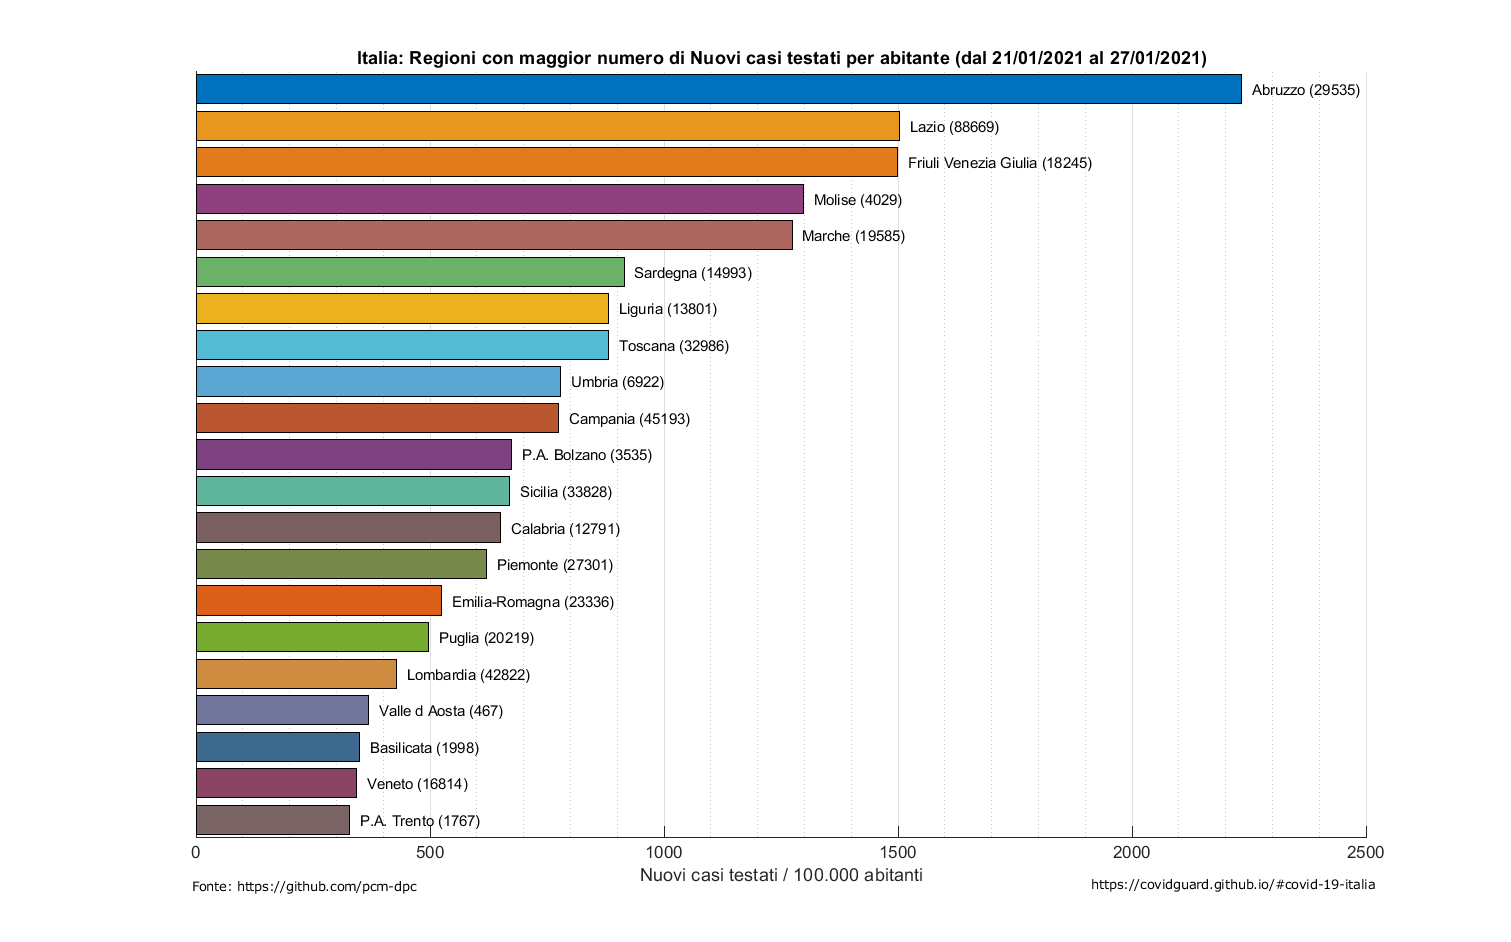 Italia: Regioni con maggior numero di Nuovi casi testati per abitante (dal 21/01/2021 al 27/01/2021)
Abruzzo (29535)
Lazio (88669)
Friuli Venezia Giulia (18245)
Molise (4029)
Marche (19585)
Sardegna (14993)
Liguria (13801)
Toscana (32986)
Umbria (6922)
Campania (45193)
P.A. Bolzano (3535)
Sicilia (33828)
Calabria (12791)
Piemonte (27301)
Emilia-Romagna (23336)
Puglia (20219)
Lombardia (42822)
Valle d Aosta (467)
Basilicata (1998)
Veneto (16814)
P.A. Trento (1767)
0 500 1000 1500 2000 2500
Nuovi casi testati / 100.000 abitanti
Fonte: https://github.com/pcm-dpc
https://covidguard.github.io/#covid-19-italia